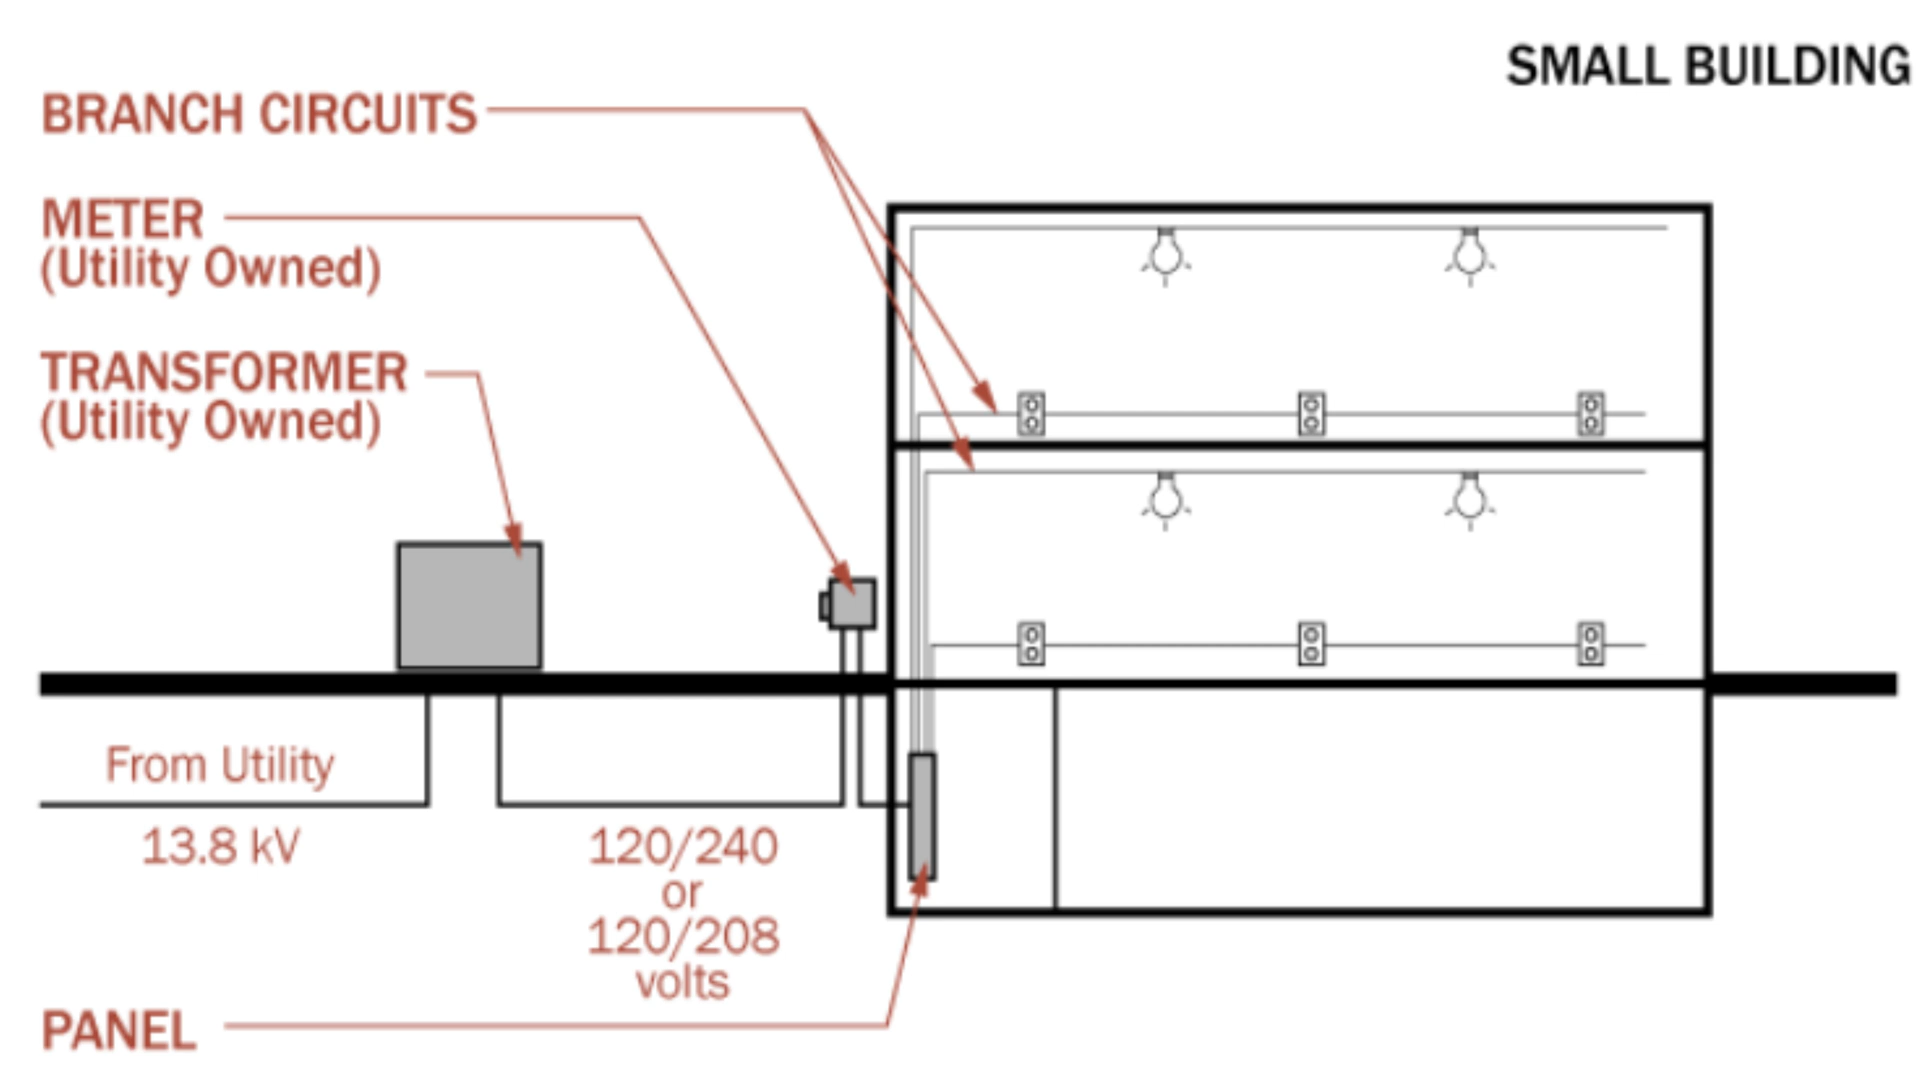 SMALL BUILDING
BRANCH CIRCUITS
METER
(Utility Owned)
TRANSFORMER
(Utility Owned)
From Utility
13.8 kV
120/240
or
120/208
volts
PANEL